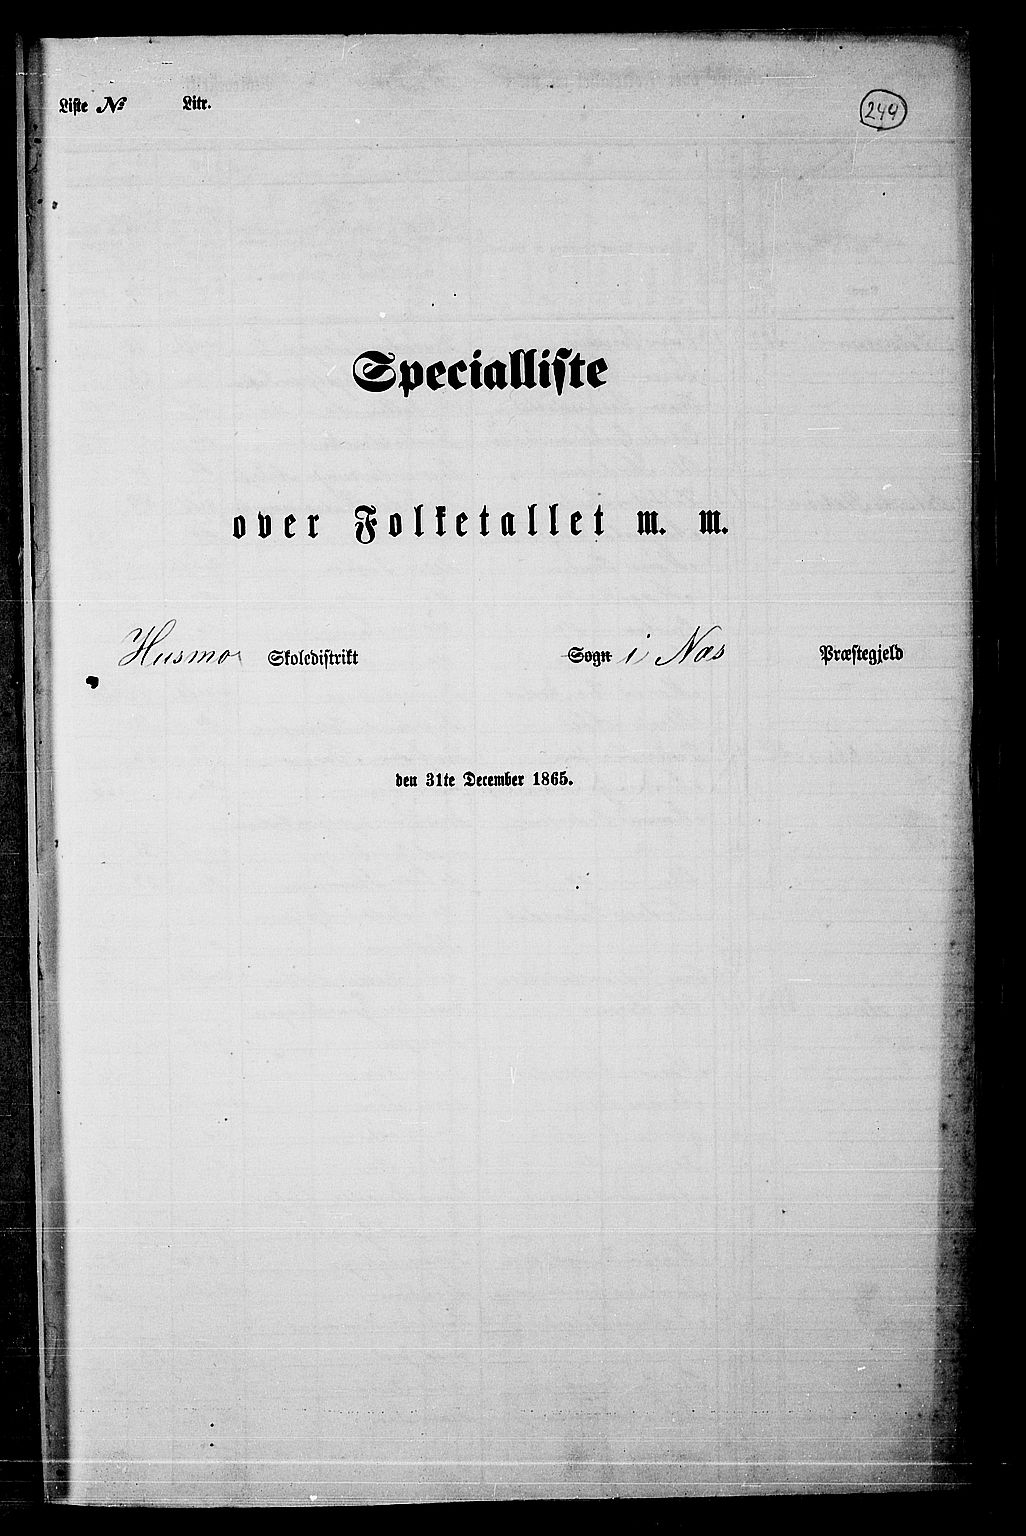 Liste No Litr. 244
Specialliste
over Folketallet m. m.
Husmo Skoledistrikt Sogn i Næs Præstegjeld
den 31te December 1865.